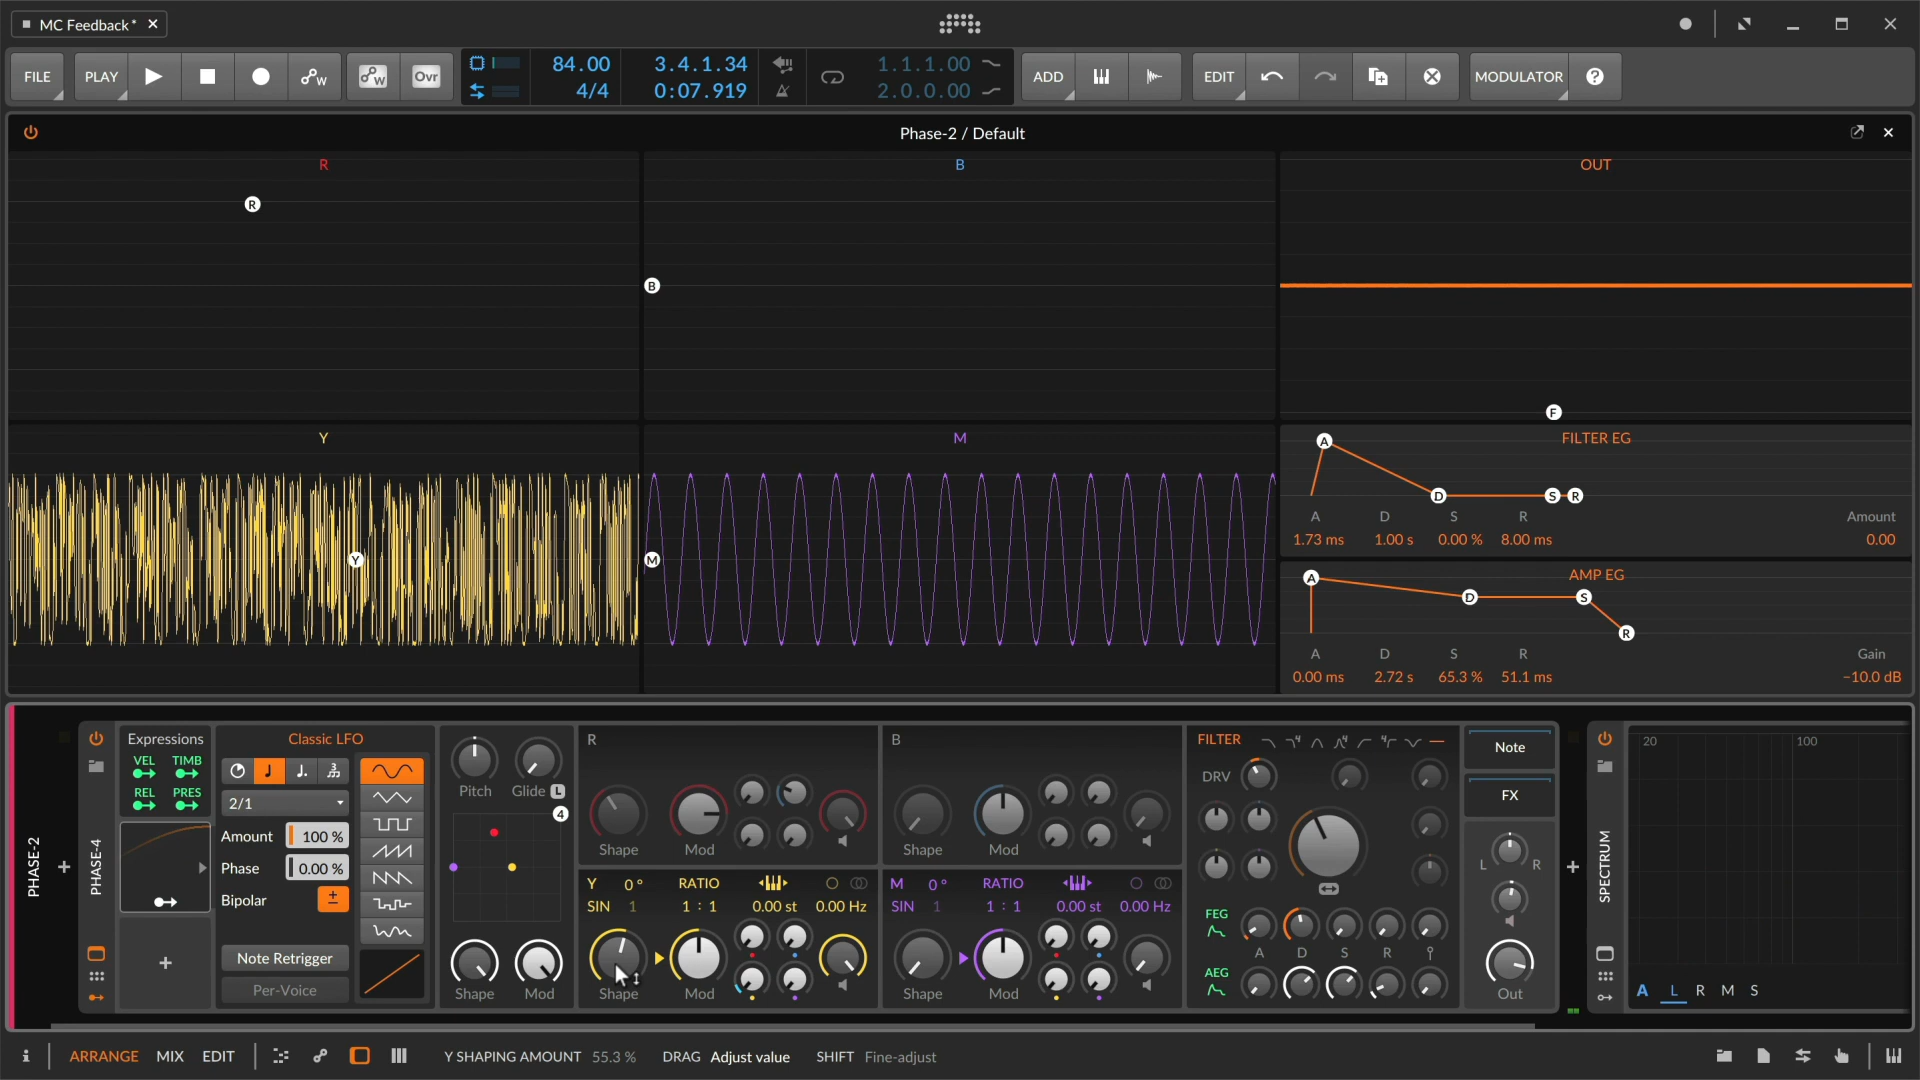 MC Feedback*
FILE
PLAY
Ovr
84.00
4/4
3.4.1.34
0:07.919
1.1.1.00
2.0.0.00
ADD
EDIT
MODULATOR
Phase-2 / Default
R
B
OUT
R
B
F
Y
M
FILTER EG
A
D
S
R
A D S R Amount
1.73 ms 1.00 s 0.00 % 8.00 ms 0.00
Y
M
AMP EG
A
D
S
R
A D S R Gain
0.00 ms 2.72 s 65.3 % 51.1 ms −10.0 dB
PHASE-2
PHASE-4
Expressions
VEL TIMB
REL PRES
Classic LFO
2/1
Amount 100 %
Phase 0.00 %
Bipolar ±
Note Retrigger
Per-Voice
Pitch Glide L
4
Shape Mod
R
Shape Mod
B
Shape Mod
Y 0° RATIO
SIN 1 1 : 1 0.00 st 0.00 Hz
Shape Mod
M 0° RATIO
SIN 1 1 : 1 0.00 st 0.00 Hz
Shape Mod
FILTER
DRV
FEG
A D S R
AEG
Note
FX
L R
Out
SPECTRUM
20 100
A L R M S
i
ARRANGE MIX EDIT
Y SHAPING AMOUNT 55.3 % DRAG Adjust value SHIFT Fine-adjust